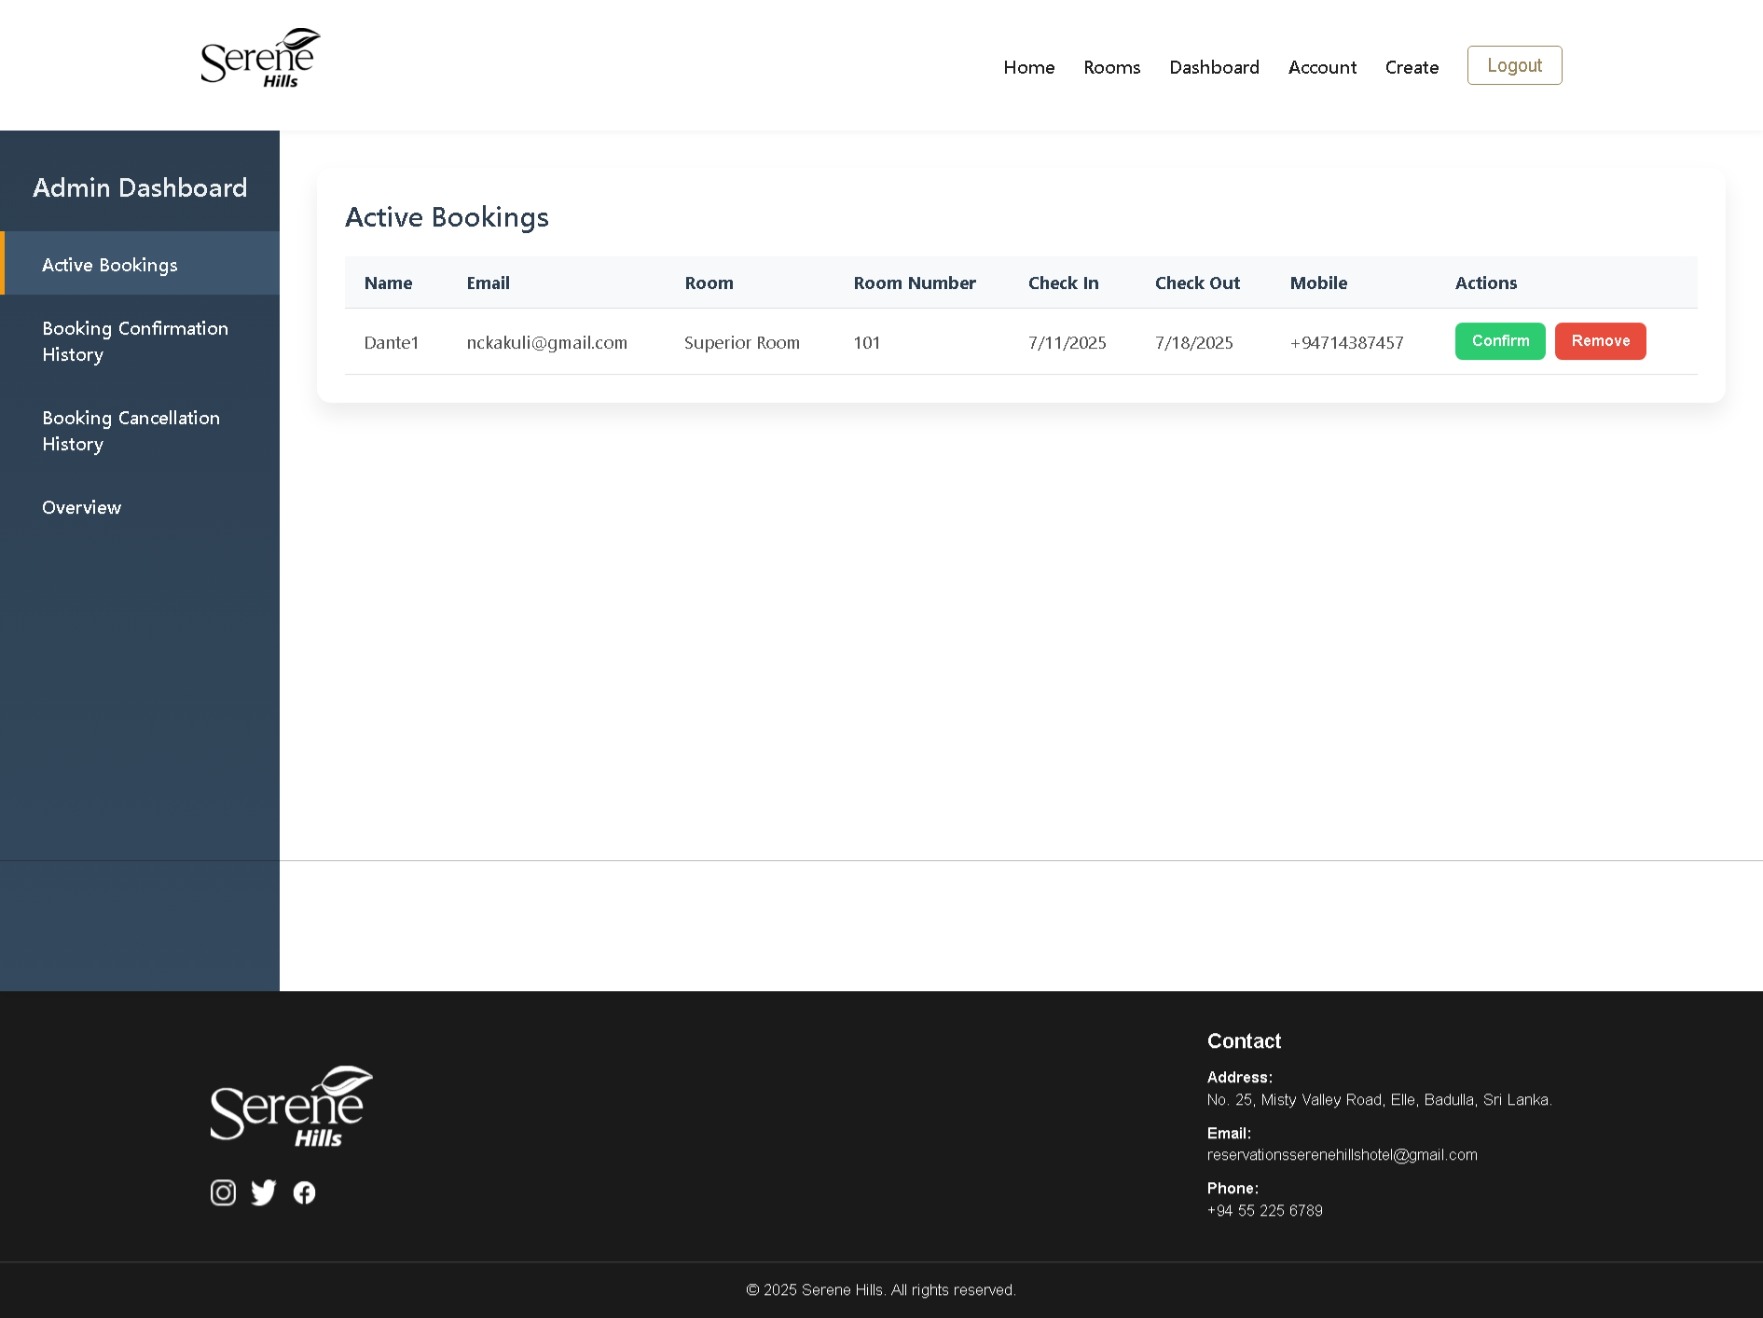 Serene
Hills
Home Rooms Dashboard Account Create Logout
Admin Dashboard
Active Bookings
Booking Confirmation
History
Booking Cancellation
History
Overview
Active Bookings
Name Email Room Room Number Check In Check Out Mobile Actions
Dante1 nckakuli@gmail.com Superior Room 101 7/11/2025 7/18/2025 +94714387457 Confirm Remove
Serene
Hills
Contact
Address:
No. 25, Misty Valley Road, Elle, Badulla, Sri Lanka.
Email:
reservationsserenehillshotel@gmail.com
Phone:
+94 55 225 6789
© 2025 Serene Hills. All rights reserved.